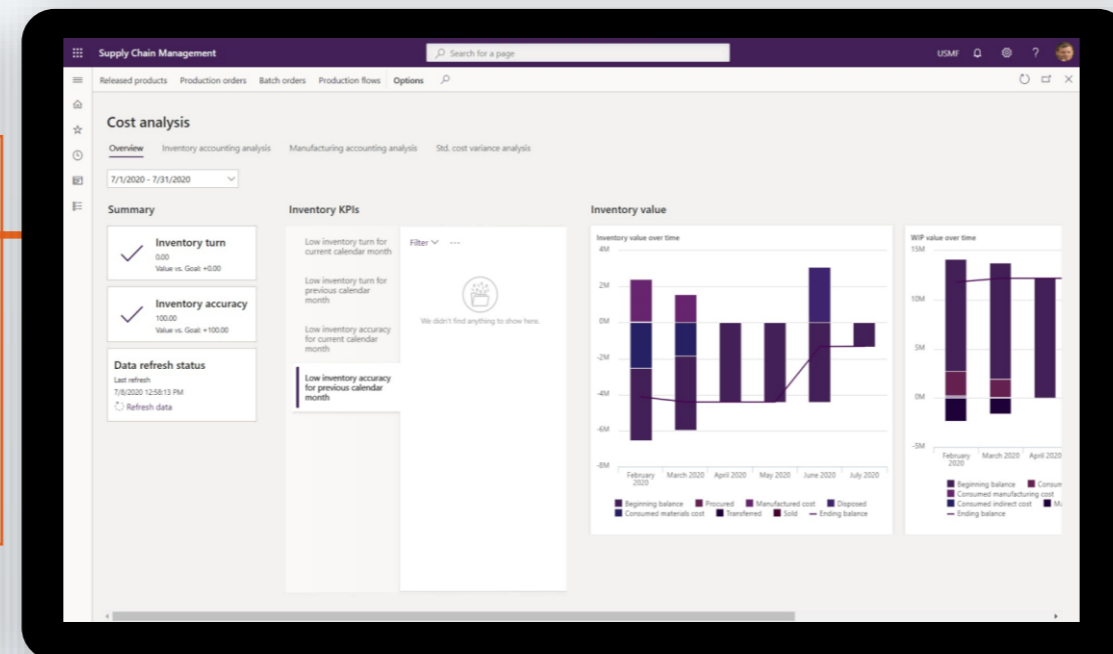 Supply Chain Management
Search for a page
USMF
?
Released products Production orders Batch orders Production flows Options
Cost analysis
Overview Inventory accounting analysis Manufacturing accounting analysis Std. cost variance analysis
7/1/2020 - 7/31/2020
Summary
Inventory turn
0.00
Value vs. Goal: +0.00
Inventory accuracy
100.00
Value vs. Goal: +100.00
Data refresh status
Last refresh
7/8/2020 12:58:13 PM
Refresh data
Inventory KPIs
Low inventory turn for
current calendar month
Low inventory turn for
previous calendar
month
Low inventory accuracy
for current calendar
month
Low inventory accuracy
for previous calendar
month
Filter ...
We didn't find anything to show here.
Inventory value
Inventory value over time
4M
2M
0M
-2M
-4M
-6M
-8M
February
2020
March 2020 April 2020 May 2020 June 2020 July 2020
Beginning balance Procured Manufactured cost Disposed
Consumed materials cost Transferred Sold Ending balance
WIP value over time
15M
10M
5M
0M
-5M
February
2020
March 2020 April 2020
Beginning balance Consum
Consumed manufacturing cost
Consumed indirect cost
Ending balance